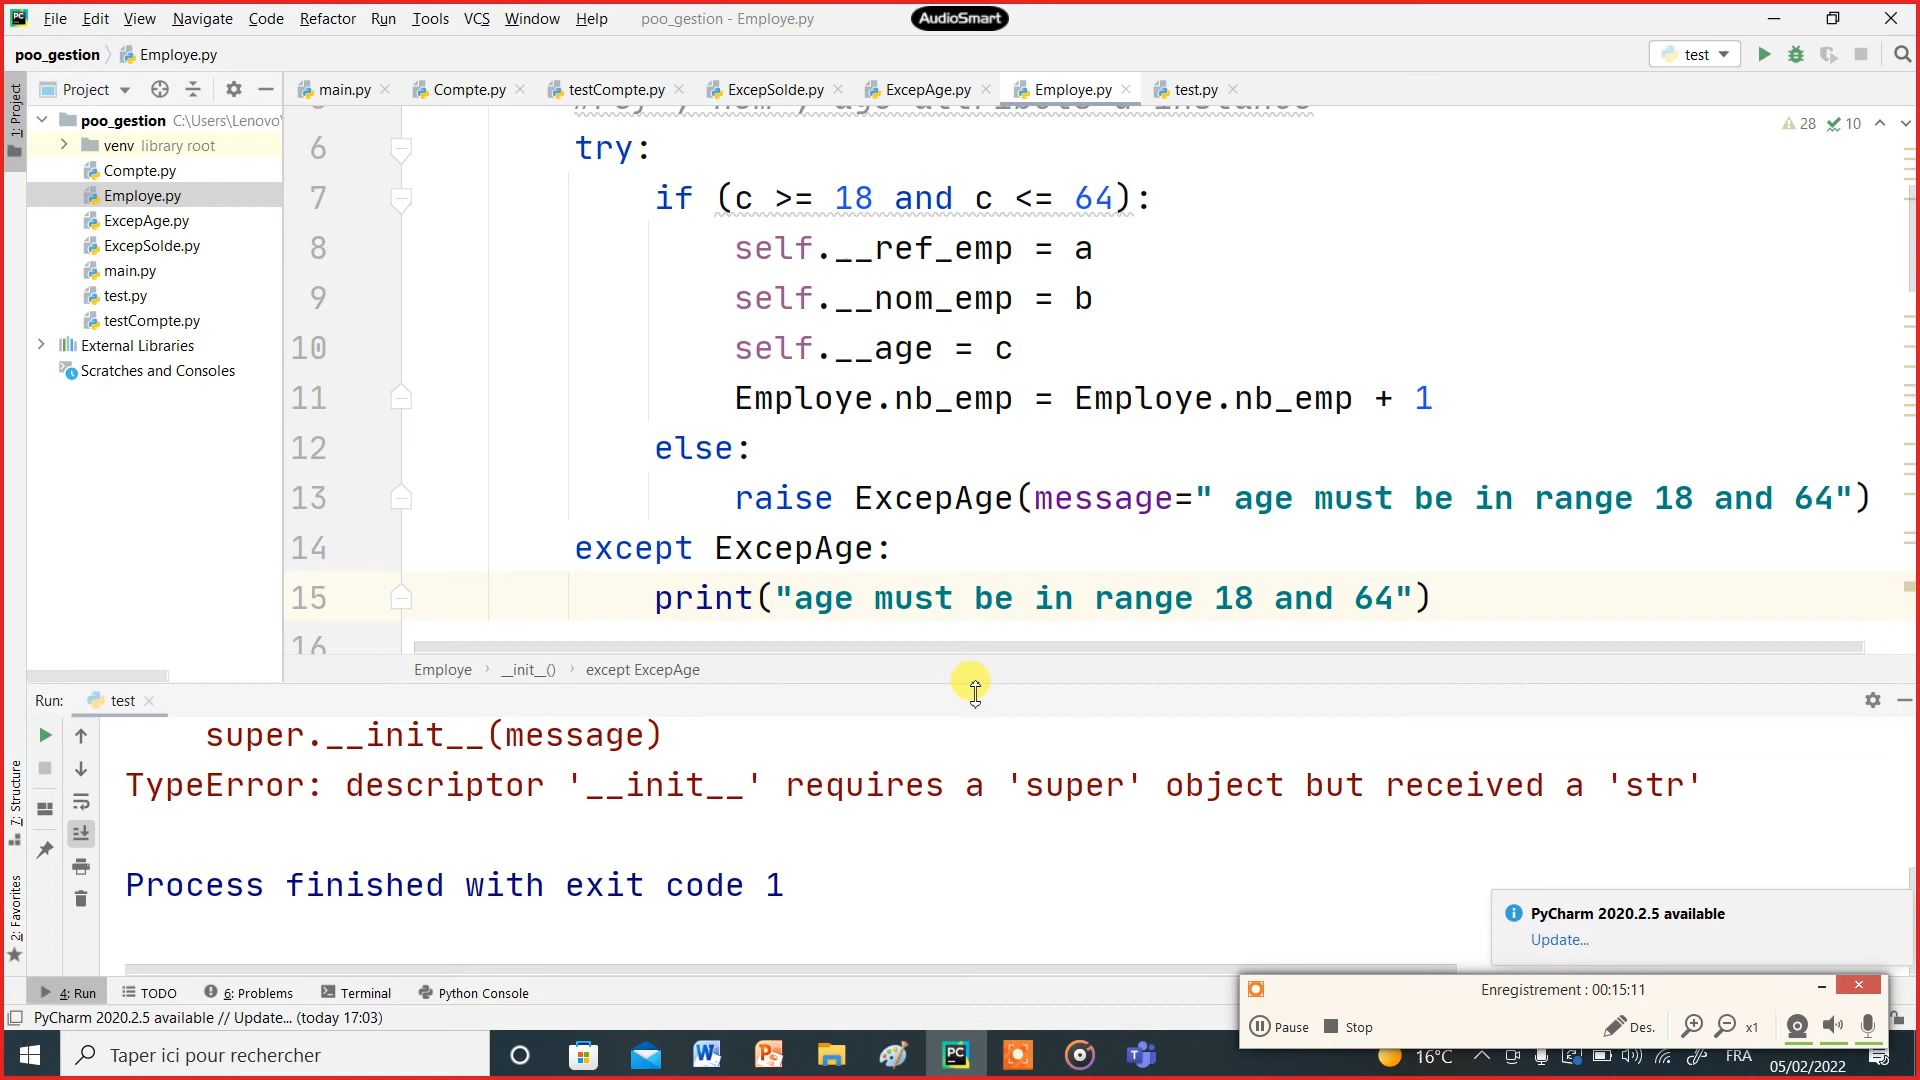 File Edit View Navigate Code Refactor Run Tools VCS Window Help poo_gestion - Employe.py
AudioSmart
poo_gestion Employe.py
test
1: Project
Project
main.py Compte.py testCompte.py ExcepSolde.py ExcepAge.py Employe.py test.py
poo_gestion C:\Users\Lenovo\
venv library root
Compte.py
Employe.py
ExcepAge.py
ExcepSolde.py
main.py
test.py
testCompte.py
External Libraries
Scratches and Consoles
28 10
6 try:
7 if (c >= 18 and c <= 64):
8 self.__ref_emp = a
9 self.__nom_emp = b
10 self.__age = c
11 Employe.nb_emp = Employe.nb_emp + 1
12 else:
13 raise ExcepAge(message=" age must be in range 18 and 64")
14 except ExcepAge:
15 print("age must be in range 18 and 64")
16
Employe __init__() except ExcepAge
Run: test
super.__init__(message)
TypeError: descriptor '__init__' requires a 'super' object but received a 'str'
Process finished with exit code 1
7: Structure
2: Favorites
PyCharm 2020.2.5 available
Update...
4: Run TODO 6: Problems Terminal Python Console
PyCharm 2020.2.5 available // Update... (today 17:03)
Enregistrement : 00:15:11
Pause Stop Des. x1
Taper ici pour rechercher
16°C FRA
05/02/2022